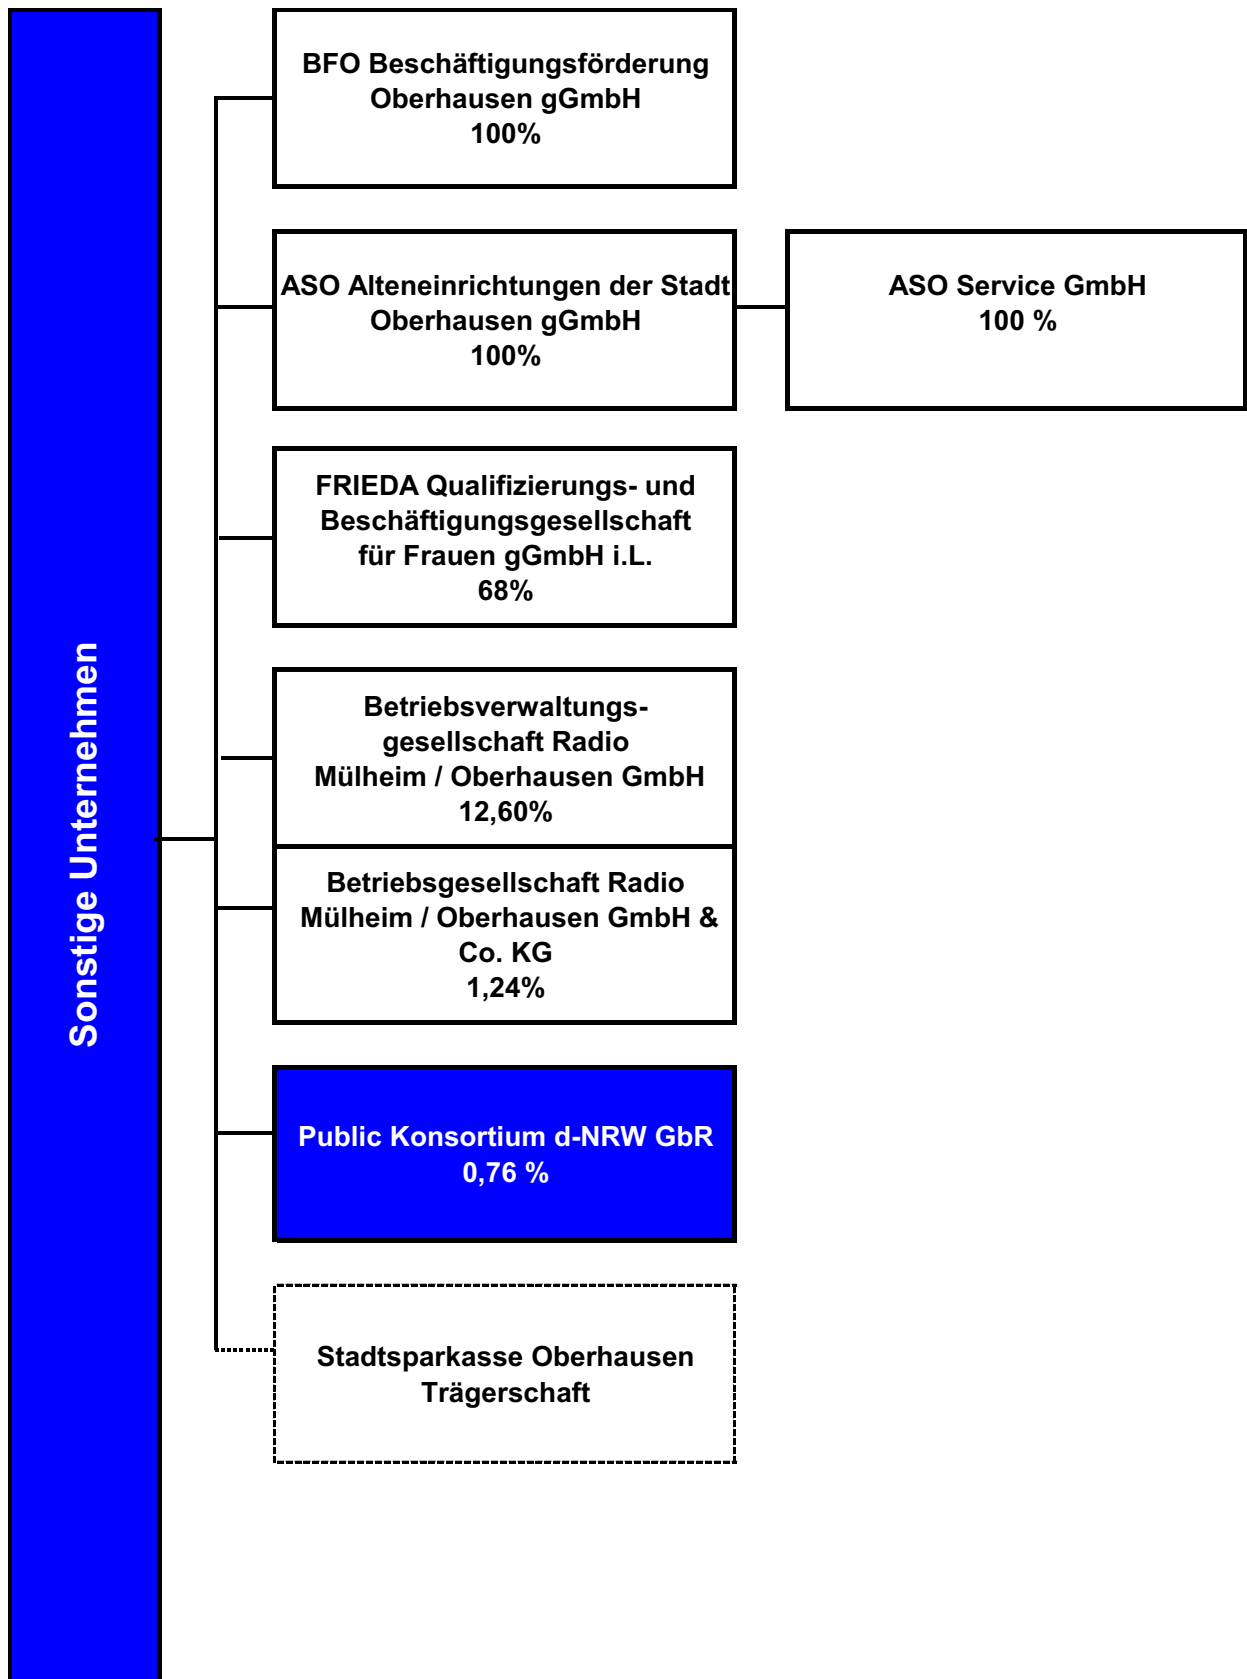 Sonstige Unternehmen
BFO Beschäftigungsförderung
Oberhausen gGmbH
100%
ASO Alteneinrichtungen der Stadt
Oberhausen gGmbH
100%
ASO Service GmbH
100 %
FRIEDA Qualifizierungs- und
Beschäftigungsgesellschaft
für Frauen gGmbH i.L.
68%
Betriebsverwaltungs-
gesellschaft Radio
Mülheim / Oberhausen GmbH
12,60%
Betriebsgesellschaft Radio
Mülheim / Oberhausen GmbH &
Co. KG
1,24%
Public Konsortium d-NRW GbR
0,76 %
Stadtsparkasse Oberhausen
Trägerschaft